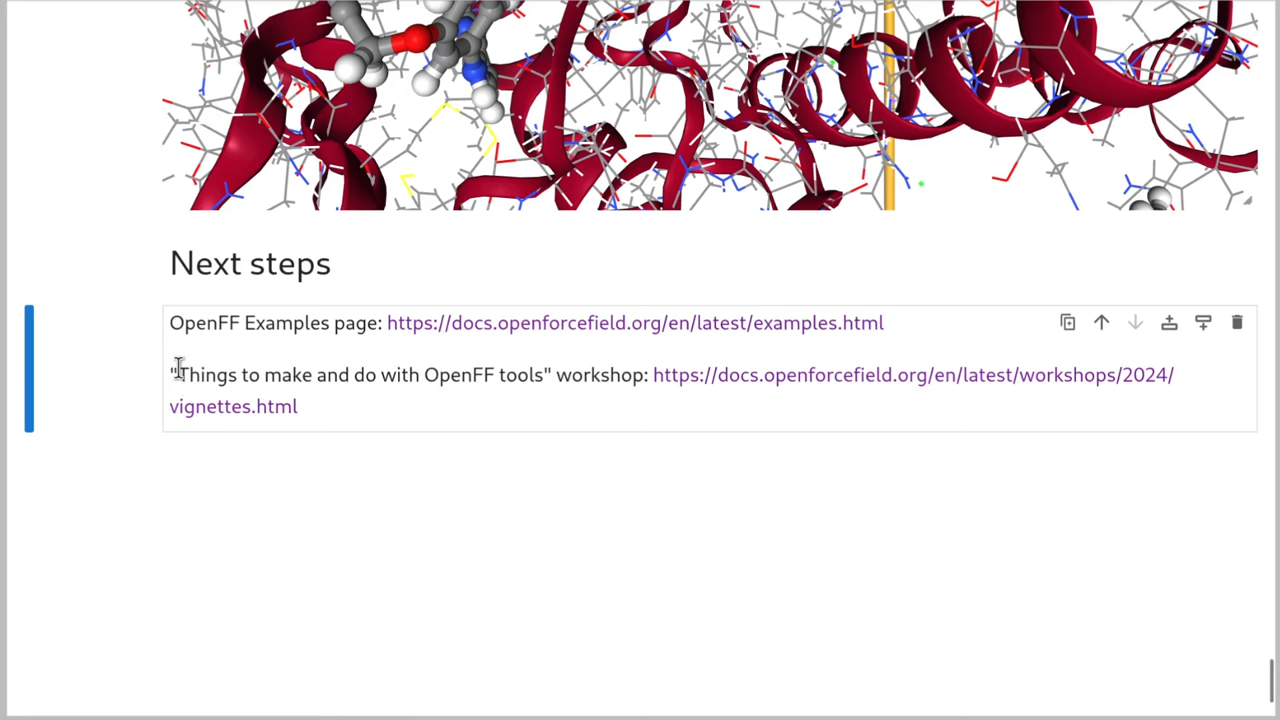 Next steps
OpenFF Examples page: https://docs.openforcefield.org/en/latest/examples.html
"Things to make and do with OpenFF tools" workshop: https://docs.openforcefield.org/en/latest/workshops/2024/
vignettes.html